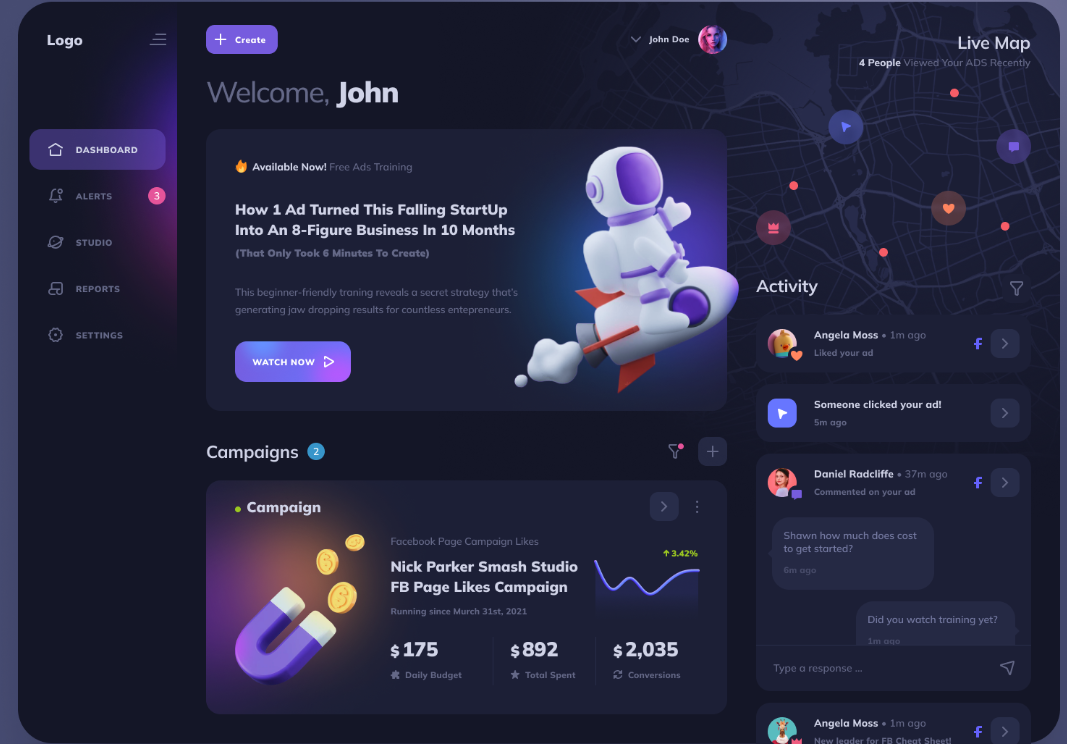 Logo
Create
John Doe
Live Map
4 People Viewed Your ADS Recently
Welcome, John
DASHBOARD
ALERTS
3
STUDIO
REPORTS
SETTINGS
Available Now! Free Ads Training
How 1 Ad Turned This Falling StartUp
Into An 8-Figure Business In 10 Months
(That Only Took 6 Minutes To Create)
This beginner-friendly traning reveals a secret strategy that's
generating jaw dropping results for countless entepreneurs.
WATCH NOW
Campaigns 2
Campaign
Facebook Page Campaign Likes
Nick Parker Smash Studio
FB Page Likes Campaign
Running since Murch 31st, 2021
3.42%
$175
Daily Budget
$892
Total Spent
$2,035
Conversions
Activity
Angela Moss • 1m ago
Liked your ad
Someone clicked your ad!
5m ago
Daniel Radcliffe • 37m ago
Commented on your ad
Shawn how much does cost
to get started?
6m ago
Did you watch training yet?
1m ago
Type a response ...
Angela Moss • 1m ago
New leader for FB Cheat Sheet!